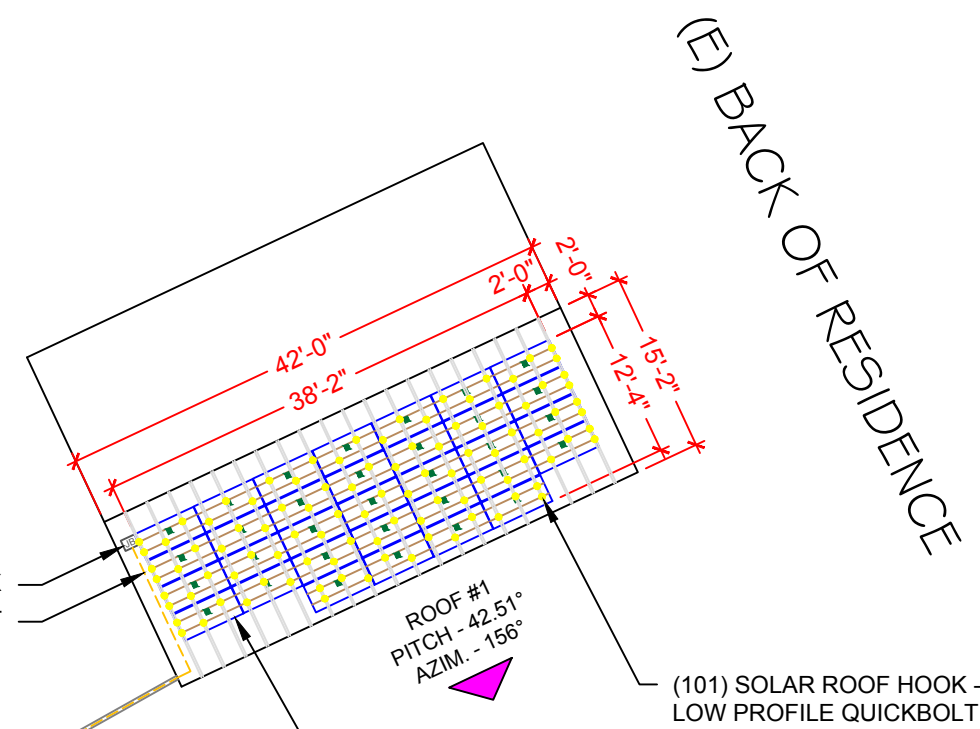 (E) BACK OF RESIDENCE
42'-0"
38'-2"
2'-0"
2'-0"
15'-2"
12'-4"
JB
ROOF #1
PITCH - 42.51°
AZIM. - 156°
(101) SOLAR ROOF HOOK -
LOW PROFILE QUICKBOLT